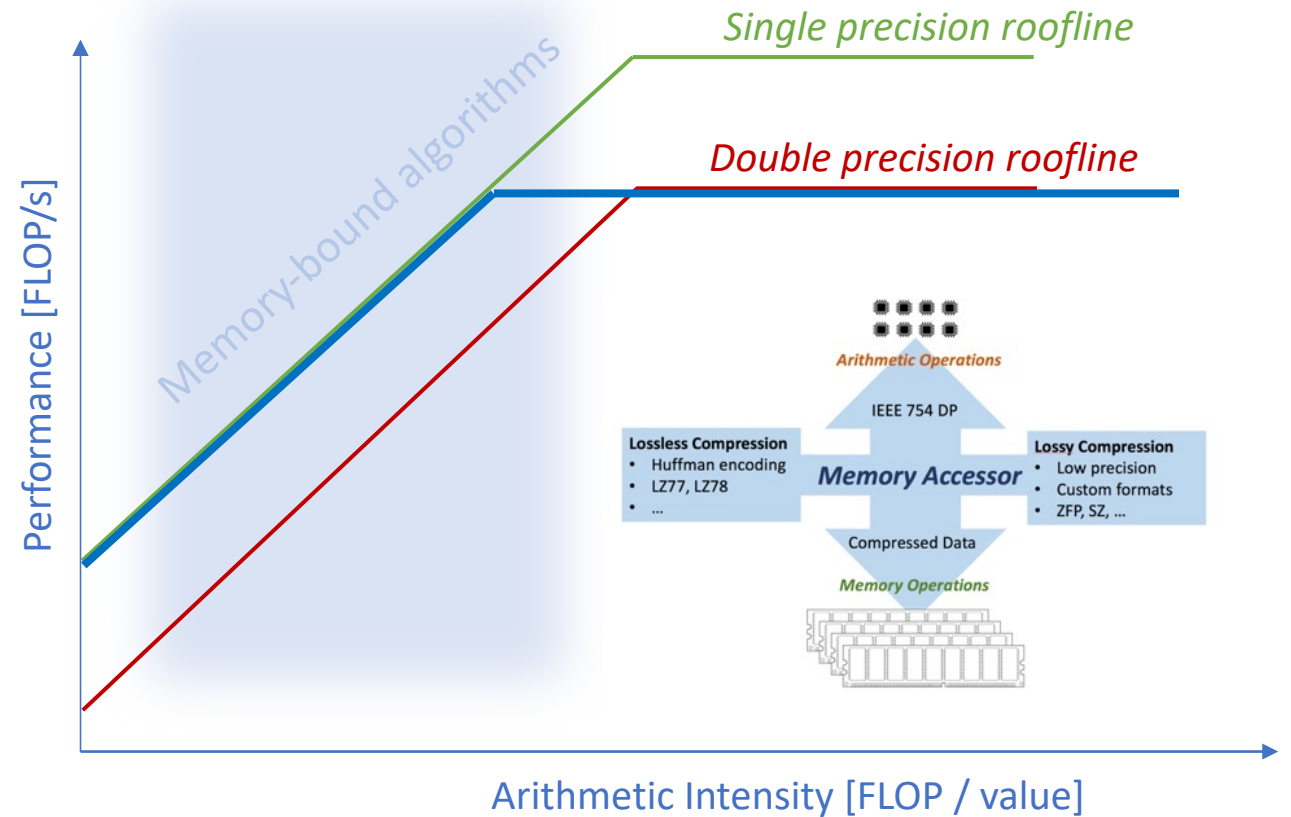 Single precision roofline
Double precision roofline
Memory-bound algorithms
Performance [FLOP/s]
Arithmetic Operations
IEEE 754 DP
Lossless Compression
• Huffman encoding
• LZ77, LZ78
• ...
Memory Accessor
Lossy Compression
• Low precision
• Custom formats
• ZFP, SZ, ...
Compressed Data
Memory Operations
Arithmetic Intensity [FLOP / value]